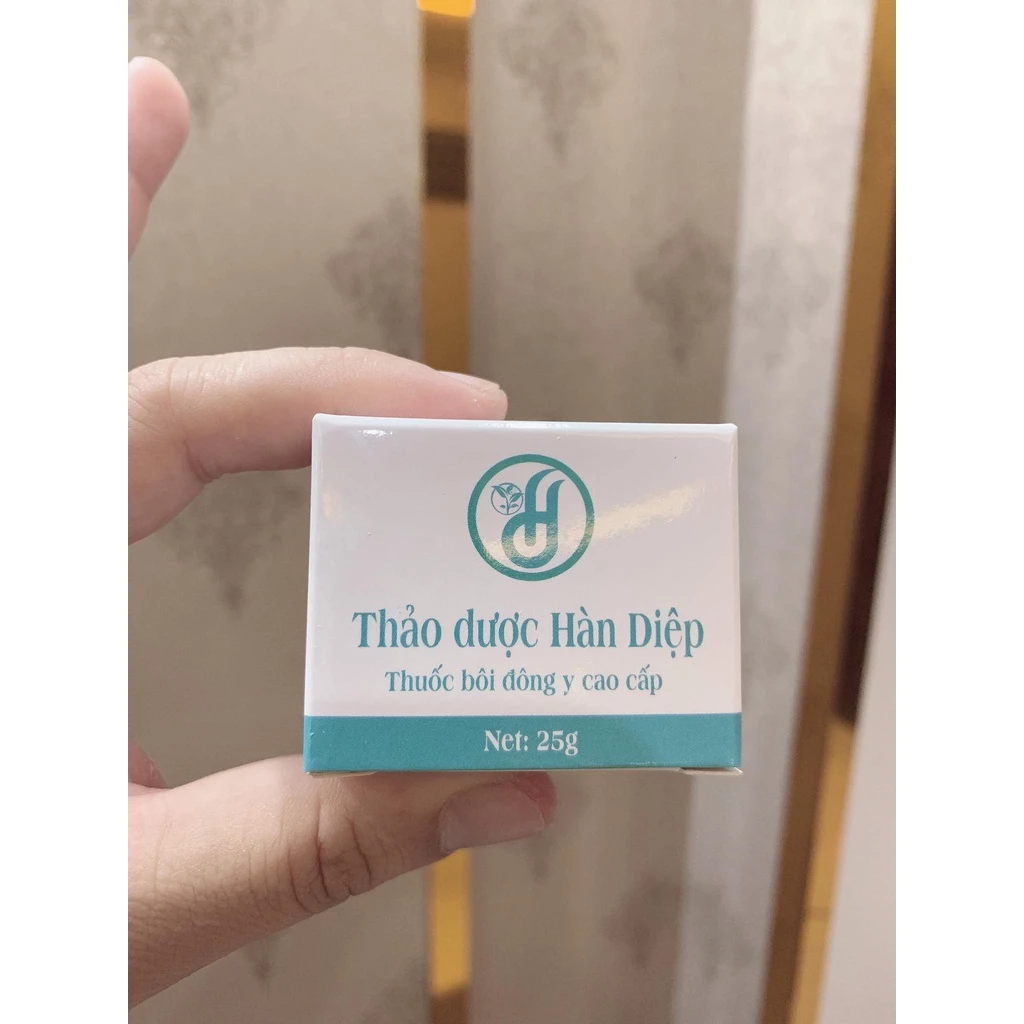 Thảo dược Hàn Diệp
Thuốc bôi đông y cao cấp
Net: 25g